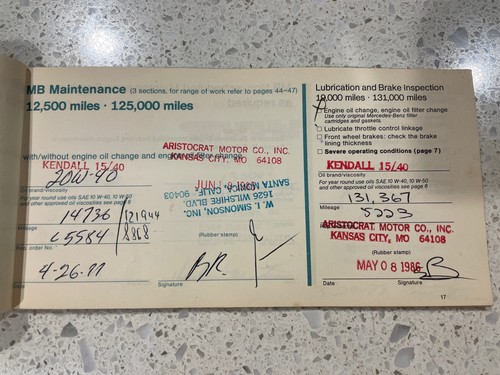 MB Maintenance (3 sections, for range of work refer to pages 44–47)
12,500 miles · 125,000 miles
with/without engine oil change and engine oil filter change
ARISTOCRAT MOTOR CO., INC.
KANSAS CITY, MO 64108
KENDALL 15/40
20W-40
Oil brand/viscosity
For year round use oils SAE 10 W-40, 10 W-50
and other approved oil viscosities see page 6
W. I. SIMONSON, INC.
1626 WILSHIRE BLVD.
SANTA MONICA, CALIF. 90403
14736
121944
Mileage
C5584
8868
Rep. order No.
(Rubber stamp)
4-26-77
BR
Date
Signature
Lubrication and Brake Inspection
10,000 miles · 131,000 miles
Engine oil change, engine oil filter change
Use only original Mercedes-Benz filter
cartridges and gaskets.
Lubricate throttle control linkage
Front wheel brakes: check the brake
lining thickness
Severe operating conditions (page 7)
KENDALL 15/40
Oil brand/viscosity
For year round use oils SAE 10 W-40, 10 W-50
and other approved oil viscosities see page 6
131,367
Mileage
5223
ARISTOCRAT MOTOR CO., INC.
KANSAS CITY, MO 64108
(Rubber stamp)
MAY 08 1986
Date
Signature
17